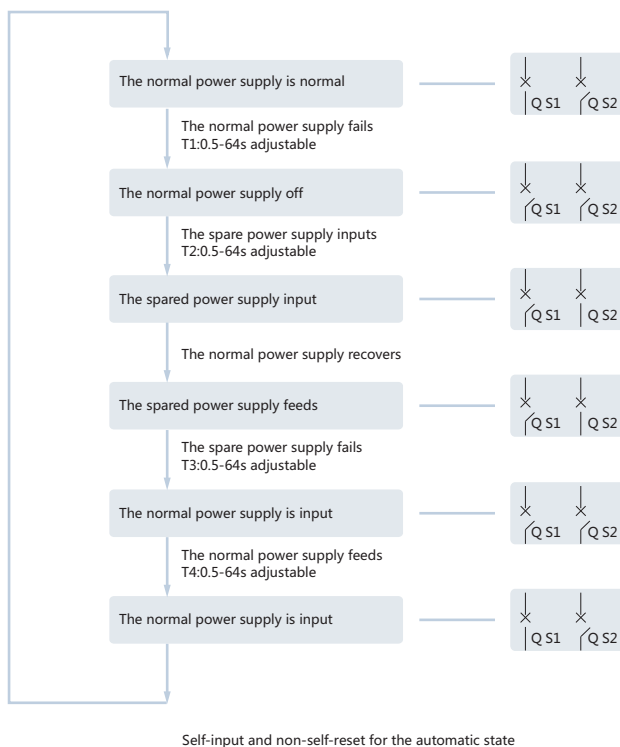 The normal power supply is normal
Q S1 Q S2
The normal power supply fails
T1:0.5-64s adjustable
The normal power supply off
Q S1 Q S2
The spare power supply inputs
T2:0.5-64s adjustable
The spared power supply input
Q S1 Q S2
The normal power supply recovers
The spared power supply feeds
Q S1 Q S2
The spare power supply fails
T3:0.5-64s adjustable
The normal power supply is input
Q S1 Q S2
The normal power supply feeds
T4:0.5-64s adjustable
The normal power supply is input
Q S1 Q S2
Self-input and non-self-reset for the automatic state